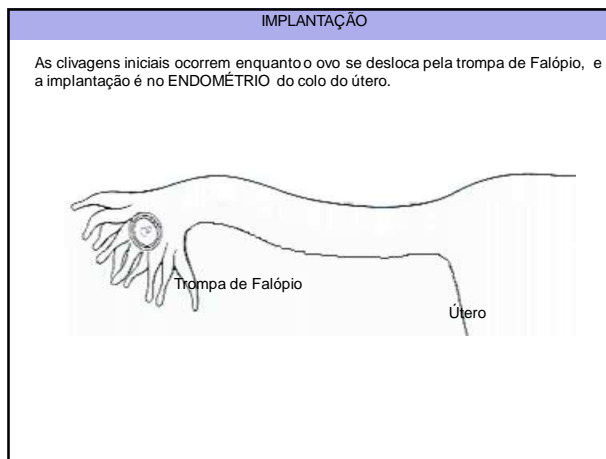 IMPLANTAÇÃO
As clivagens iniciais ocorrem enquanto o ovo se desloca pela trompa de Falópio, e
a implantação é no ENDOMÉTRIO do colo do útero.
Trompa de Falópio
Útero